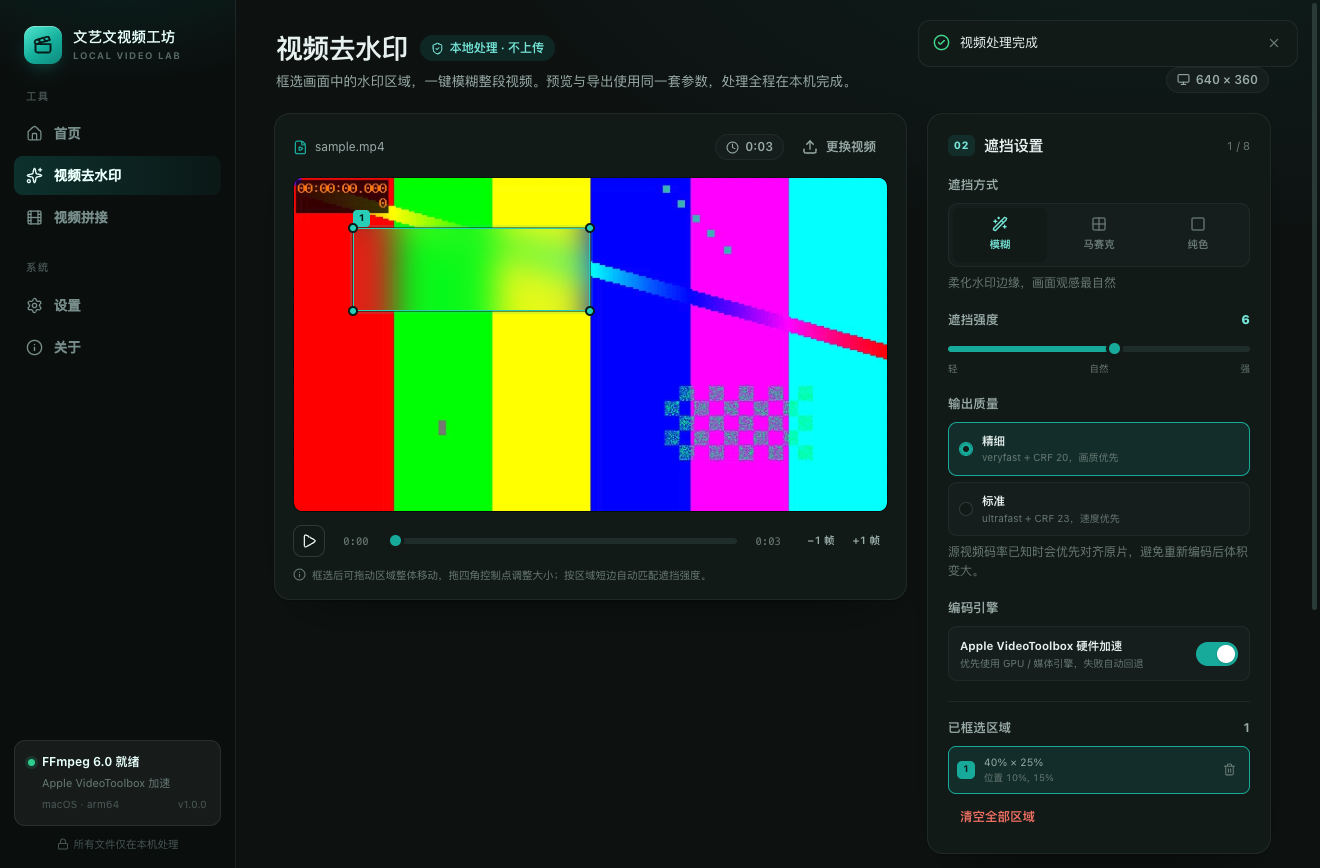 文艺文视频工坊
LOCAL VIDEO LAB
工具
首页
视频去水印
视频拼接
系统
设置
关于
FFmpeg 6.0 就绪
Apple VideoToolbox 加速
macOS · arm64 v1.0.0
所有文件仅在本机处理
视频去水印 本地处理 · 不上传
框选画面中的水印区域，一键模糊整段视频。预览与导出使用同一套参数，处理全程在本机完成。
视频处理完成
640 × 360
sample.mp4 0:03 更换视频
00:00:00.000
0
1
0:00 0:03 −1 帧 +1 帧
框选后可拖动区域整体移动，拖四角控制点调整大小；按区域短边自动匹配遮挡强度。
02 遮挡设置 1 / 8
遮挡方式
模糊 马赛克 纯色
柔化水印边缘，画面观感最自然
遮挡强度 6
轻 自然 强
输出质量
精细
veryfast + CRF 20，画质优先
标准
ultrafast + CRF 23，速度优先
源视频码率已知时会优先对齐原片，避免重新编码后体积
变大。
编码引擎
Apple VideoToolbox 硬件加速
优先使用 GPU / 媒体引擎，失败自动回退
已框选区域 1
1 40% × 25%
位置 10%, 15%
清空全部区域